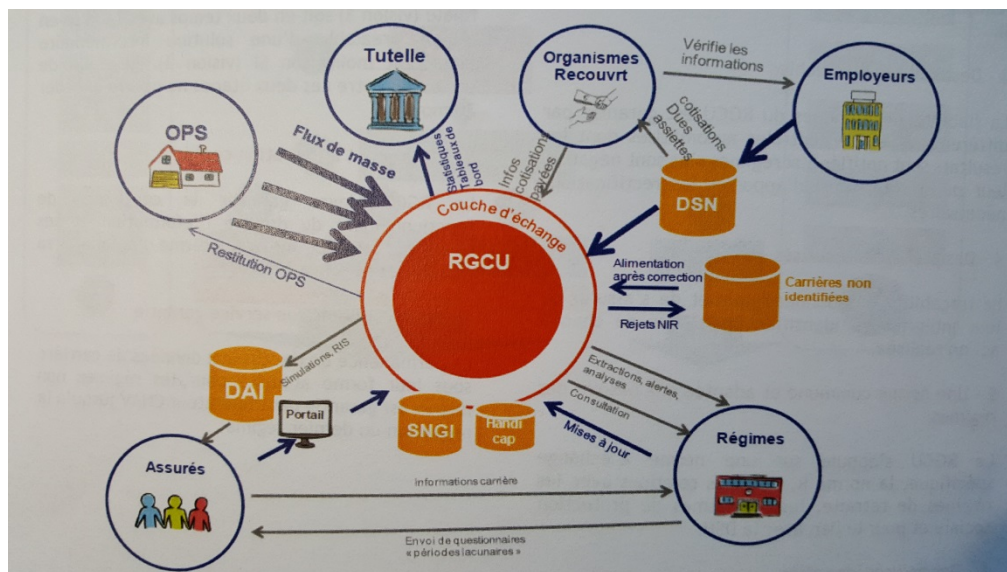 Tutelle
Organismes
Recouvrt
Vérifie les
informations
Employeurs
OPS
Flux de masse
Statistiques
Tableaux de
bord
Infos
cotisations
payées
cotisations
Dues
assiettes
DSN
Couche d'échange
RGCU
Restitution OPS
Alimentation
après correction
Carrières non
identifiées
Rejets NIR
Simulations, RIS
DAI
Portail
SNGI
Handi
cap
Extractions, alertes,
analyses
Consultation
Mises à jour
Régimes
Assurés
Informations carrière
Envoi de questionnaires
« périodes lacunaires »